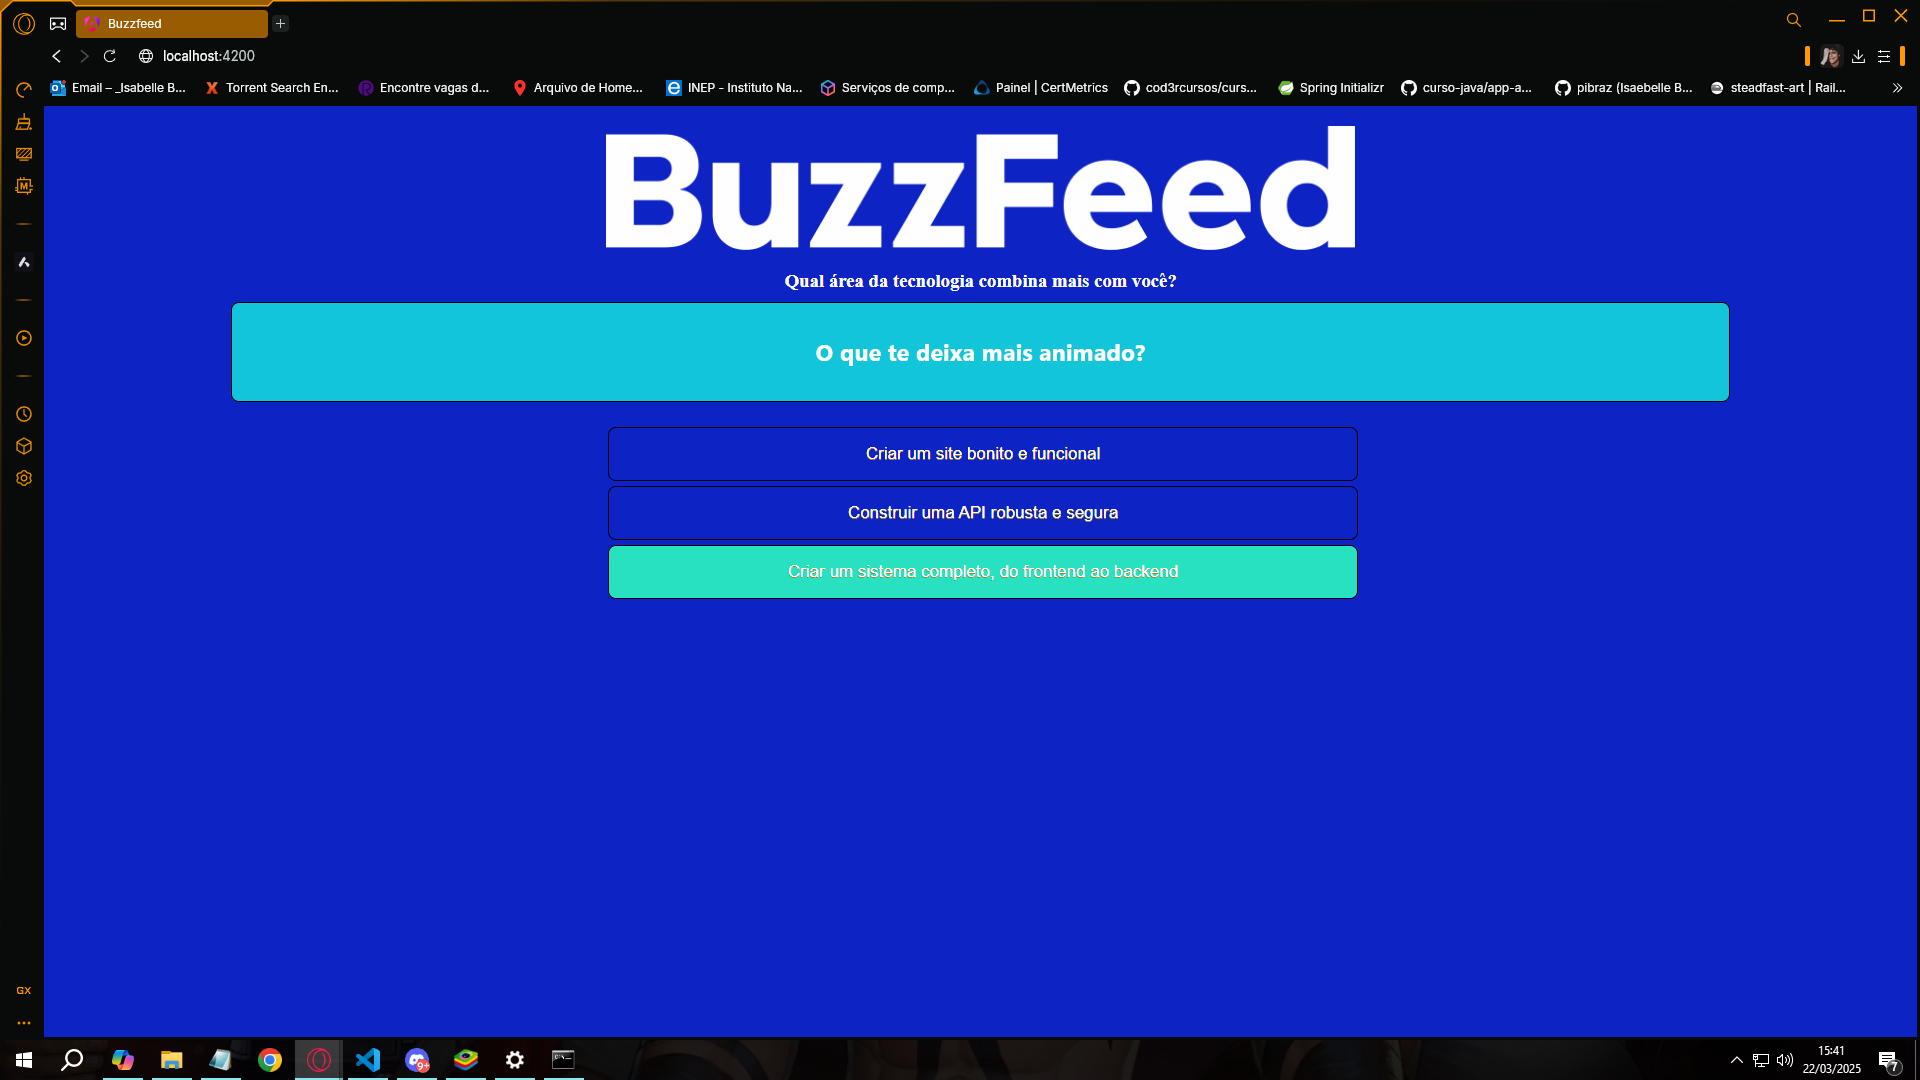 Buzzfeed
localhost:4200
Email – _Isabelle B...
Torrent Search En...
Encontre vagas d...
Arquivo de Home...
INEP - Instituto Na...
Serviços de comp...
Painel | CertMetrics
cod3rcursos/curs...
Spring Initializr
curso-java/app-a...
pibraz (Isaebelle B...
steadfast-art | Rail...
M
BuzzFeed
Qual área da tecnologia combina mais com você?
O que te deixa mais animado?
Criar um site bonito e funcional
Construir uma API robusta e segura
Criar um sistema completo, do frontend ao backend
GX
9+
15:41
22/03/2025
7